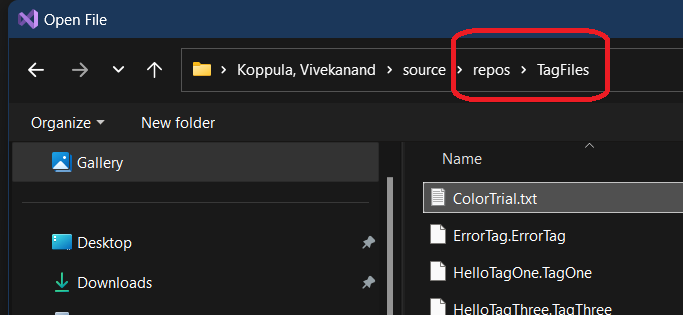 Open File
Koppula, Vivekanand > source > repos > TagFiles
Organize
New folder
Gallery
Desktop
Downloads
Name
ColorTrial.txt
ErrorTag.ErrorTag
HelloTagOne.TagOne
HelloTagThree.TagThree